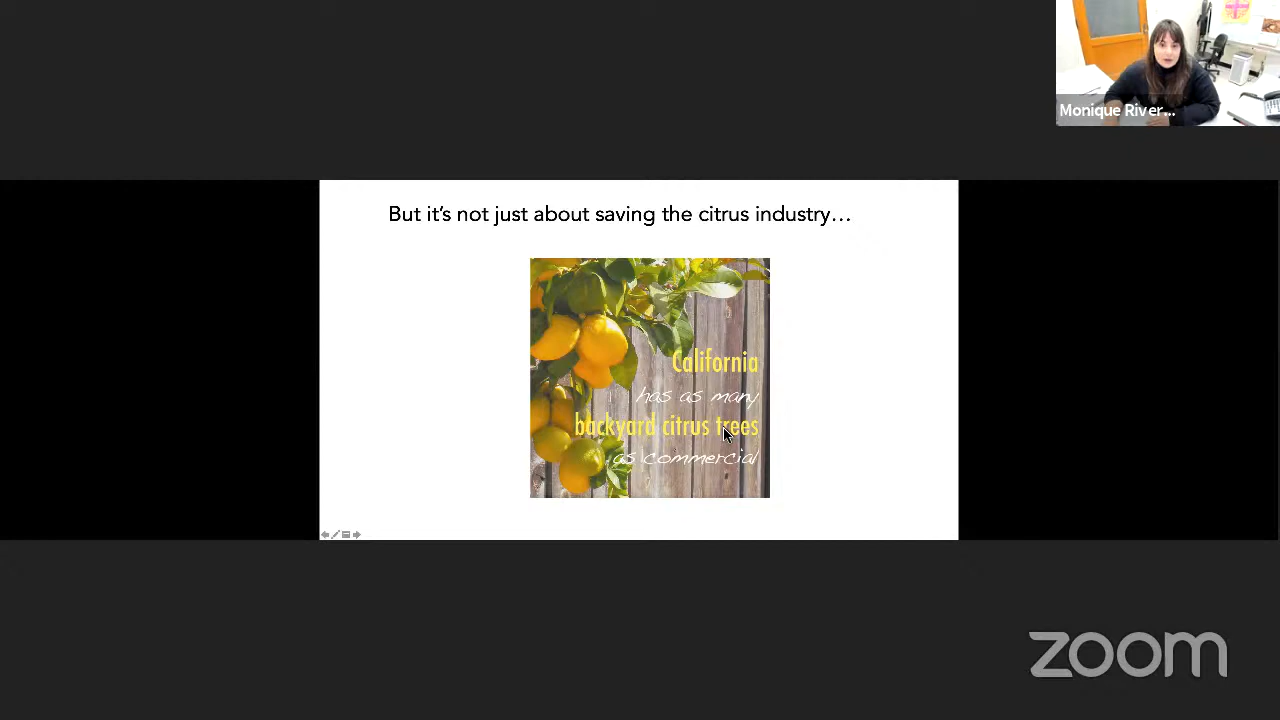 Monique River...
But it's not just about saving the citrus industry...
California
has as many
backyard citrus trees
as commercial
zoom